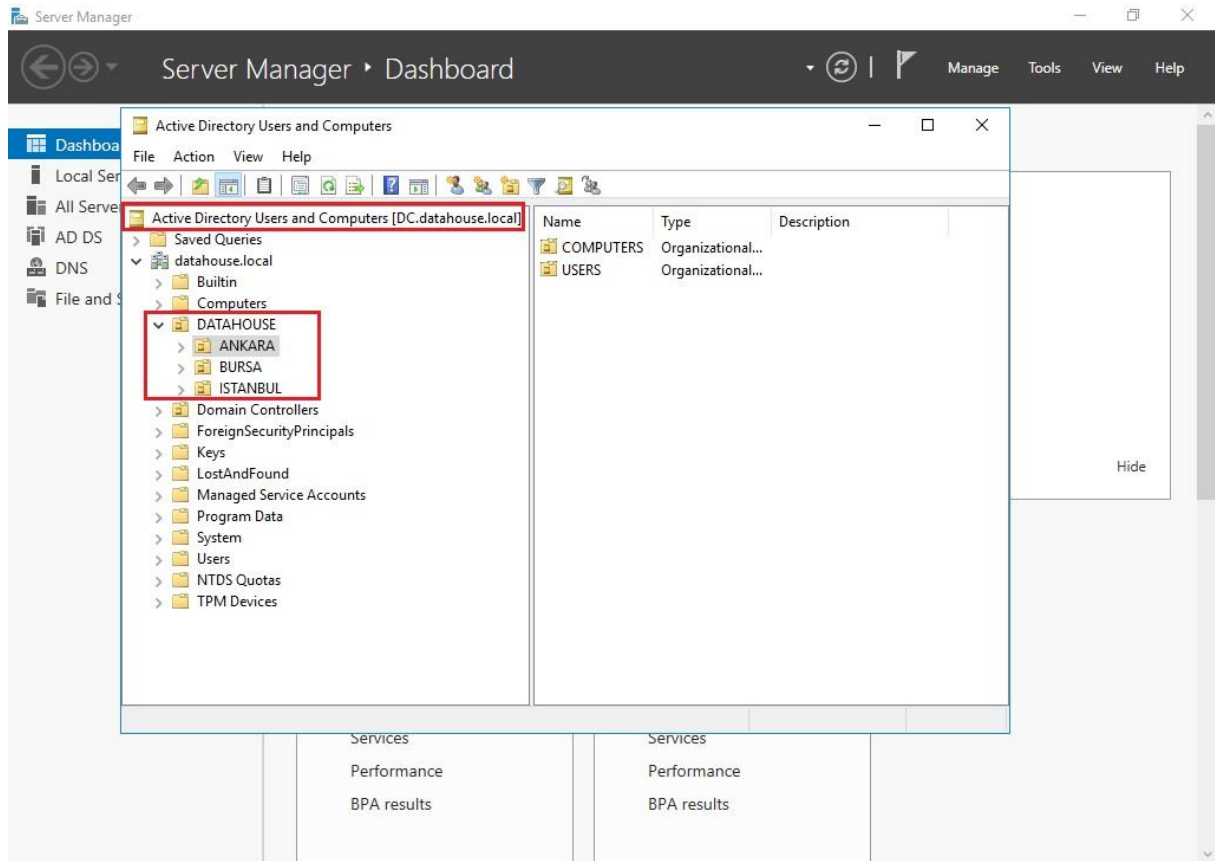 Server Manager
Server Manager • Dashboard
Manage Tools View Help
Dashboa
Local Ser
All Serve
AD DS
DNS
File and S
Active Directory Users and Computers
File Action View Help
Active Directory Users and Computers [DC.datahouse.local]
Saved Queries
datahouse.local
Builtin
Computers
DATAHOUSE
ANKARA
BURSA
ISTANBUL
Domain Controllers
ForeignSecurityPrincipals
Keys
LostAndFound
Managed Service Accounts
Program Data
System
Users
NTDS Quotas
TPM Devices
Name Type Description
COMPUTERS Organizational...
USERS Organizational...
Hide
Services Services
Performance Performance
BPA results BPA results